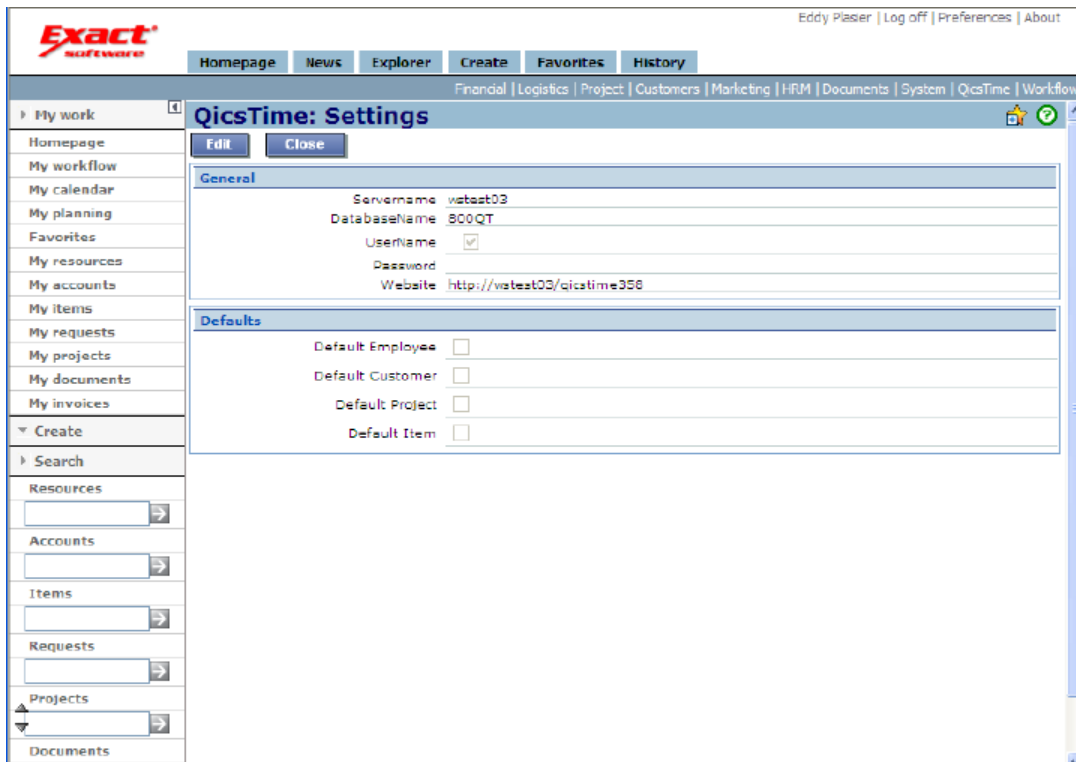 Eddy Plasier | Log off | Preferences | About
Exact software
Homepage News Explorer Create Favorites History
Financial | Logistics | Project | Customers | Marketing | HRM | Documents | System | QicsTime | Workflow
My work
Homepage
My workflow
My calendar
My planning
Favorites
My resources
My accounts
My items
My requests
My projects
My documents
My invoices
Create
Search
Resources
Accounts
Items
Requests
Projects
Documents
QicsTime: Settings
Edit Close
General
Servername wstest03
DatabaseName 800QT
UserName
Password
Website http://wstest03/qicstime358
Defaults
Default Employee
Default Customer
Default Project
Default Item